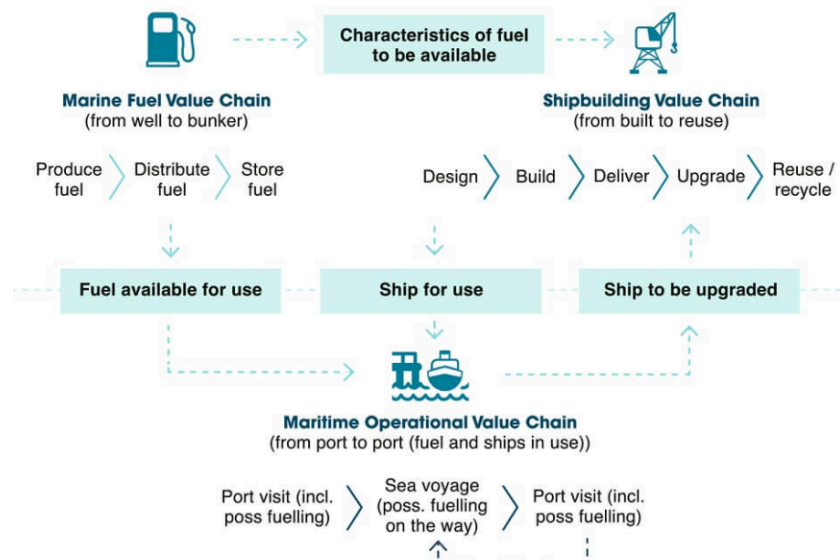 Characteristics of fuel
to be available
Marine Fuel Value Chain
(from well to bunker)
Shipbuilding Value Chain
(from built to reuse)
Produce
fuel
Distribute
fuel
Store
fuel
Design
Build
Deliver
Upgrade
Reuse /
recycle
Fuel available for use
Ship for use
Ship to be upgraded
Maritime Operational Value Chain
(from port to port (fuel and ships in use))
Port visit (incl.
poss fuelling)
Sea voyage
(poss. fuelling
on the way)
Port visit (incl.
poss fuelling)